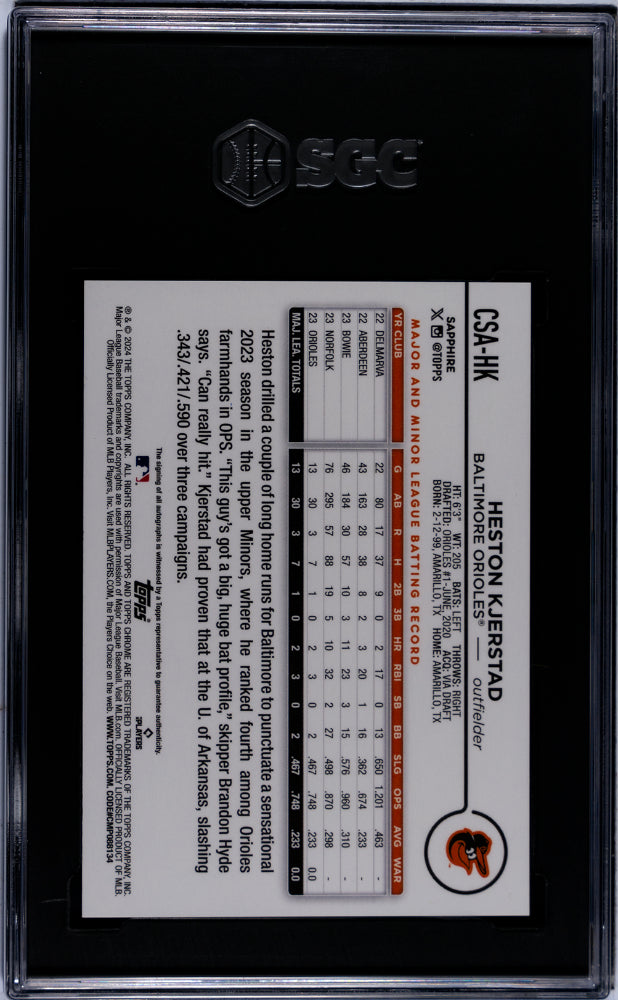 SGC
CSA-HK
SAPPHIRE
@TOPPS
HESTON KJERSTAD
BALTIMORE ORIOLES® — outfielder
HT: 6'3" WT: 205 BATS: LEFT THROWS: RIGHT
DRAFTED: ORIOLES #1-JUNE, 2020 ACQ: VIA DRAFT
BORN: 2-12-99, AMARILLO, TX HOME: AMARILLO, TX
MAJOR AND MINOR LEAGUE BATTING RECORD
YR CLUB G AB R H 2B 3B HR RBI SB BB SLG OPS AVG WAR
22 DELMARVA 22 80 17 37 9 0 2 17 0 13 .650 1.201 .463 -
22 ABERDEEN 43 163 28 38 8 2 3 20 1 16 .362 .674 .233 -
23 BOWIE 46 184 30 57 10 3 11 23 3 15 .576 .960 .310 -
23 NORFOLK 76 295 57 88 19 5 10 32 2 27 .498 .870 .298 -
23 ORIOLES 13 30 3 7 1 0 2 3 0 2 .467 .748 .233 0.0
MAJ. LEA. TOTALS 13 30 3 7 1 0 2 3 0 2 .467 .748 .233 0.0
Heston drilled a couple of long home runs for Baltimore to punctuate a sensational
2023 season in the upper Minors, where he ranked fourth among Orioles
farmhands in OPS. "This guy's got a big, huge bat profile," skipper Brandon Hyde
says. "Can really hit." Kjerstad had proven that at the U. of Arkansas, slashing
.343/.421/.590 over three campaigns.
The signing of all autographs is witnessed by a Topps representative to guarantee authenticity.
topps
PLAYERS
® & © 2024 THE TOPPS COMPANY, INC. ALL RIGHTS RESERVED. TOPPS AND TOPPS CHROME ARE REGISTERED TRADEMARKS OF THE TOPPS COMPANY, INC.
Major League Baseball trademarks and copyrights are used with permission of Major League Baseball. Visit MLB.com. OFFICIALLY LICENSED PRODUCT OF MLB
Officially Licensed Product of MLB Players, Inc. Visit MLBPLAYERS.COM, the Players Choice on the web. WWW.TOPPS.COM. CODE#CMP098134